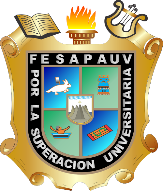 FESAPAUV
POR LA SUPERACION UNIVERSITARIA